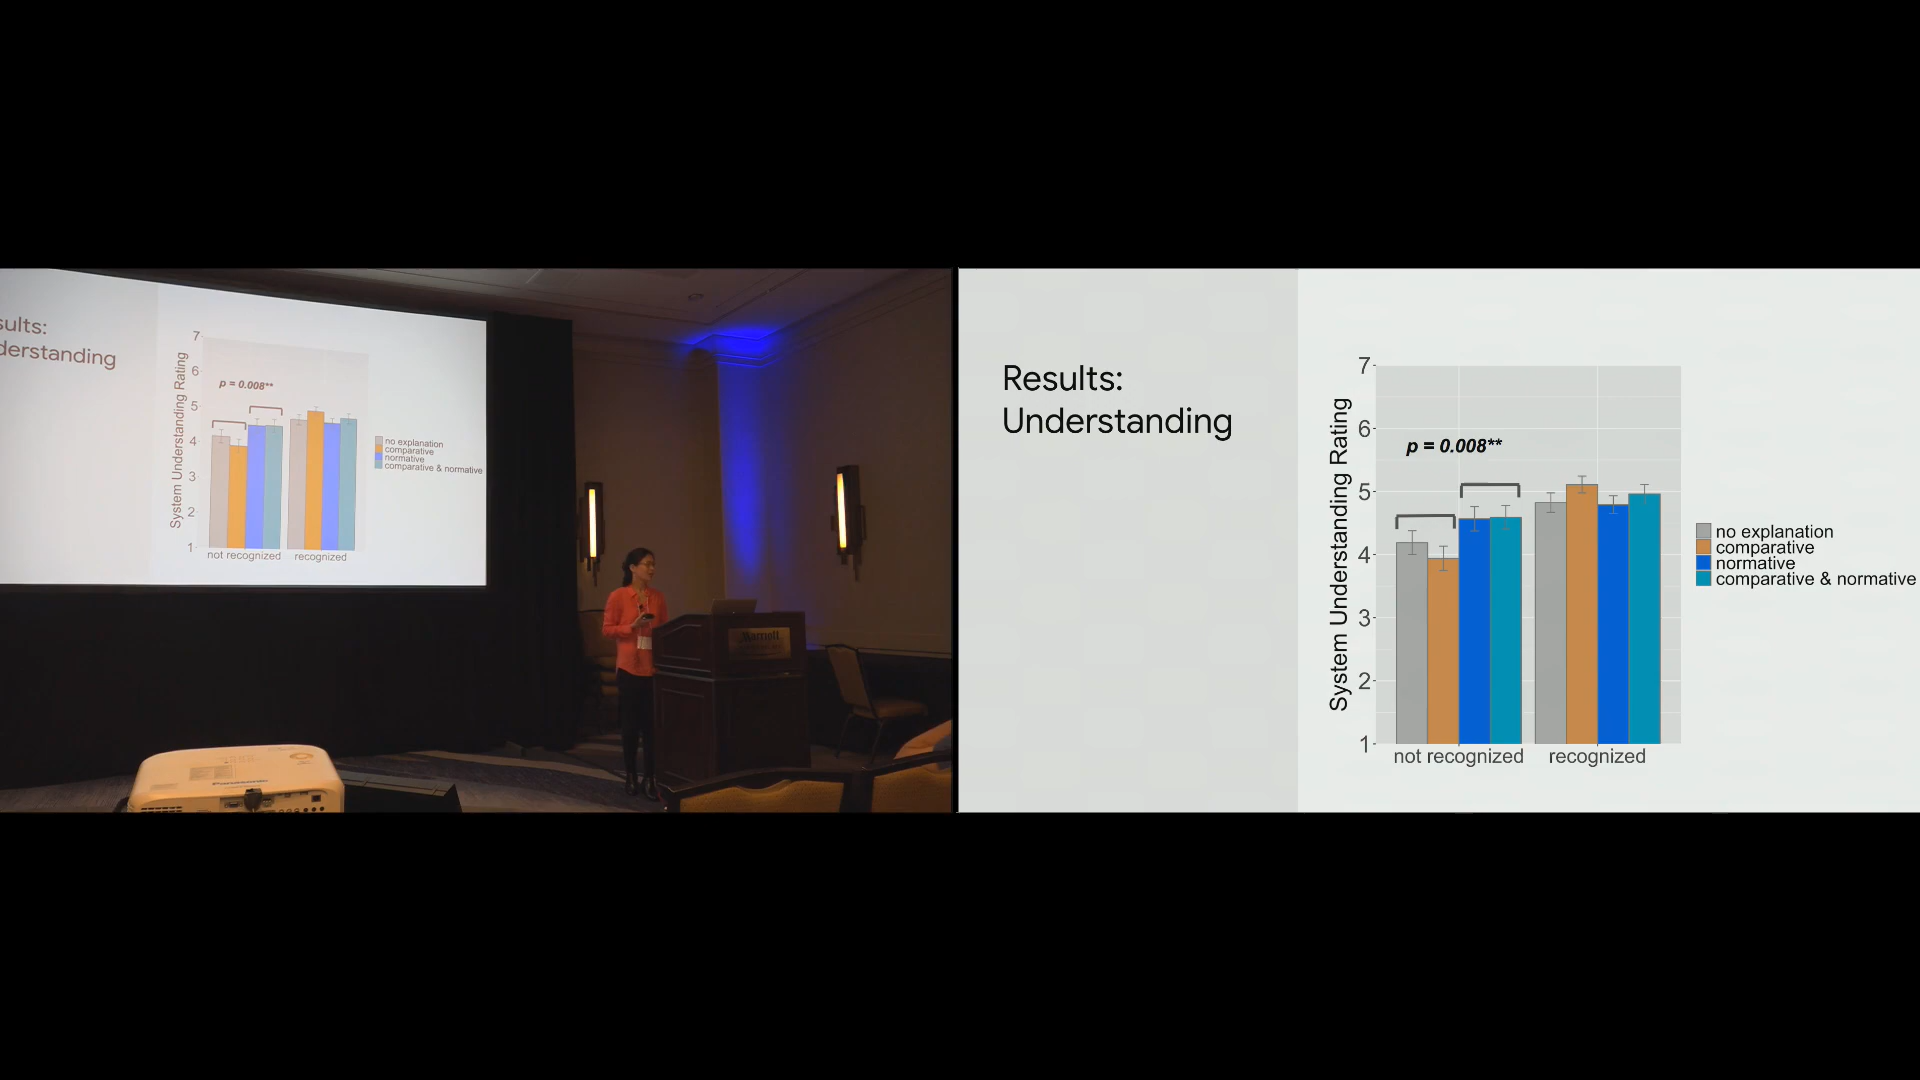 sults:
derstanding
7
6
5
4
3
2
1
System Understanding Rating
p = 0.008**
not recognized
recognized
no explanation
comparative
normative
comparative & normative
Marriott
Panasonic
Results:
Understanding
7
6
5
4
3
2
1
System Understanding Rating
p = 0.008**
not recognized
recognized
no explanation
comparative
normative
comparative & normative